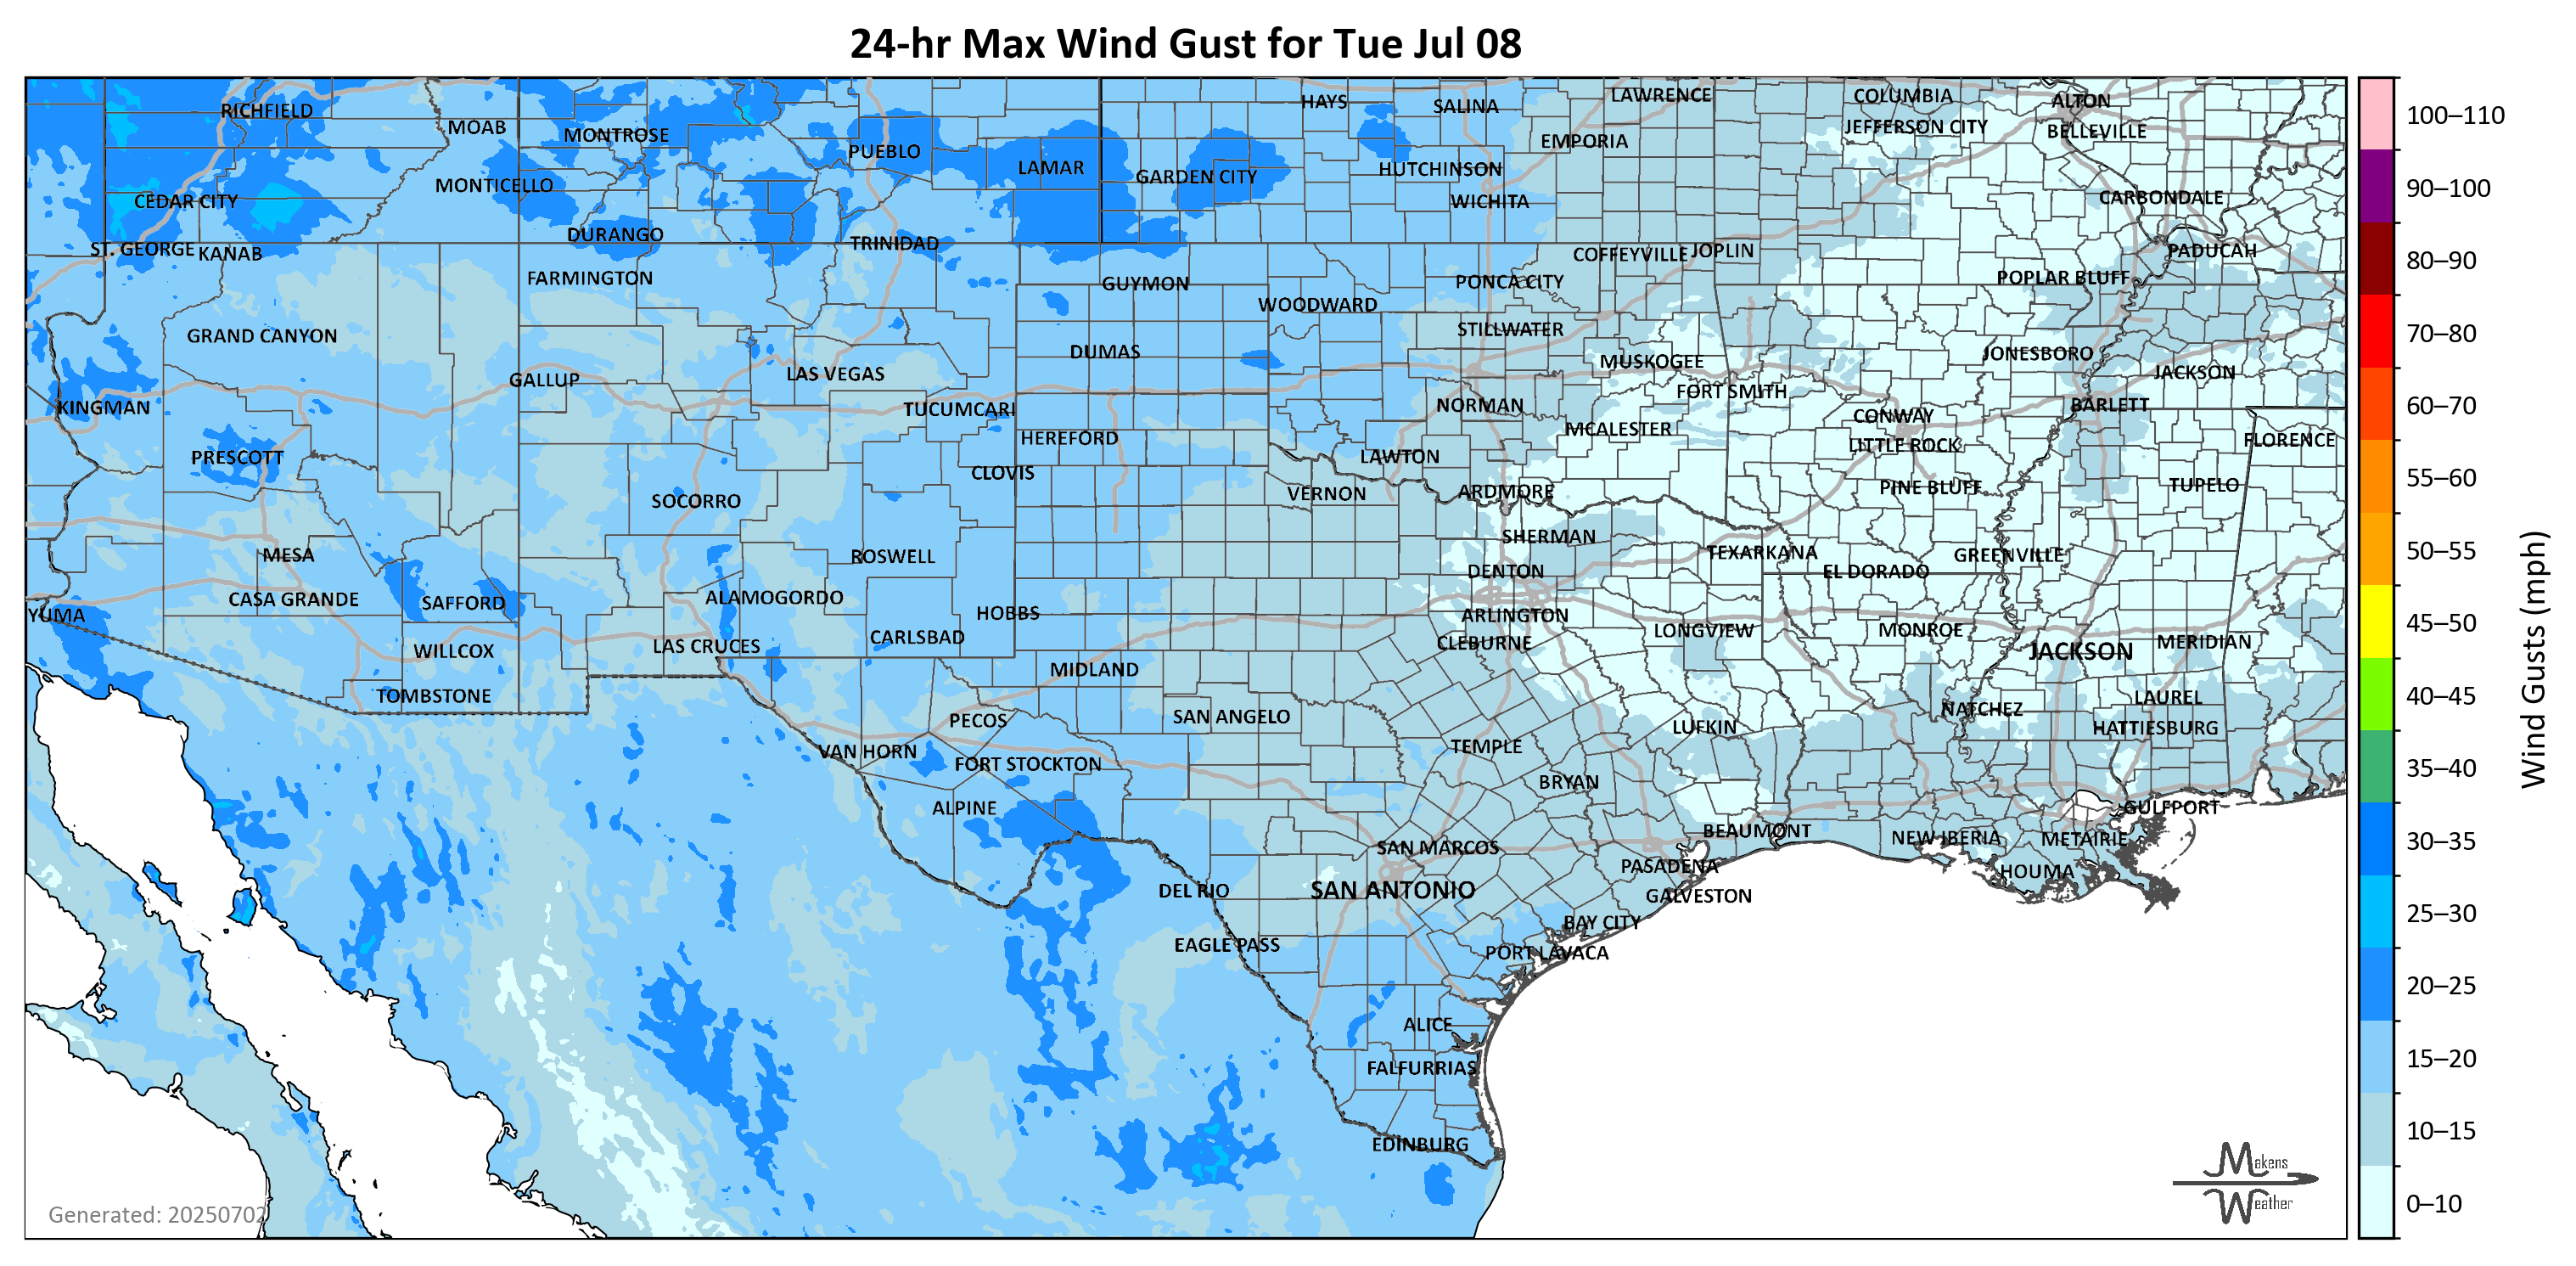 24-hr Max Wind Gust for Tue Jul 08
RICHFIELD
MOAB
MONTROSE
PUEBLO
LAMAR
GARDEN CITY
HAYS
SALINA
HUTCHINSON
WICHITA
LAWRENCE
EMPORIA
COLUMBIA
JEFFERSON CITY
ALTON
BELLEVILLE
CARBONDALE
MONTICELLO
CEDAR CITY
DURANGO
TRINIDAD
ST. GEORGE
KANAB
FARMINGTON
GUYMON
WOODWARD
PONCA CITY
COFFEYVILLE
JOPLIN
POPLAR BLUFF
PADUCAH
GRAND CANYON
STILLWATER
DUMAS
MUSKOGEE
JONESBORO
JACKSON
GALLUP
LAS VEGAS
FORT SMITH
KINGMAN
TUCUMCARI
NORMAN
CONWAY
BARLETT
HEREFORD
MCALESTER
LITTLE ROCK
FLORENCE
PRESCOTT
CLOVIS
LAWTON
SOCORRO
VERNON
ARDMORE
PINE BLUFF
TUPELO
MESA
ROSWELL
SHERMAN
TEXARKANA
GREENVILLE
DENTON
EL DORADO
CASA GRANDE
SAFFORD
ALAMOGORDO
YUMA
HOBBS
ARLINGTON
CARLSBAD
CLEBURNE
LONGVIEW
MONROE
MERIDIAN
WILLCOX
LAS CRUCES
MIDLAND
JACKSON
TOMBSTONE
PECOS
SAN ANGELO
NATCHEZ
LAUREL
HATTIESBURG
VAN HORN
FORT STOCKTON
TEMPLE
LUFKIN
ALPINE
BRYAN
GULFPORT
SAN MARCOS
BEAUMONT
NEW IBERIA
METAIRIE
DEL RIO
SAN ANTONIO
PASADENA
HOUMA
GALVESTON
EAGLE PASS
BAY CITY
PORT LAVACA
ALICE
FALFURRIAS
EDINBURG
Generated: 20250702
Makens
Weather
100–110
90–100
80–90
70–80
60–70
55–60
50–55
45–50
40–45
35–40
30–35
25–30
20–25
15–20
10–15
0–10
Wind Gusts (mph)